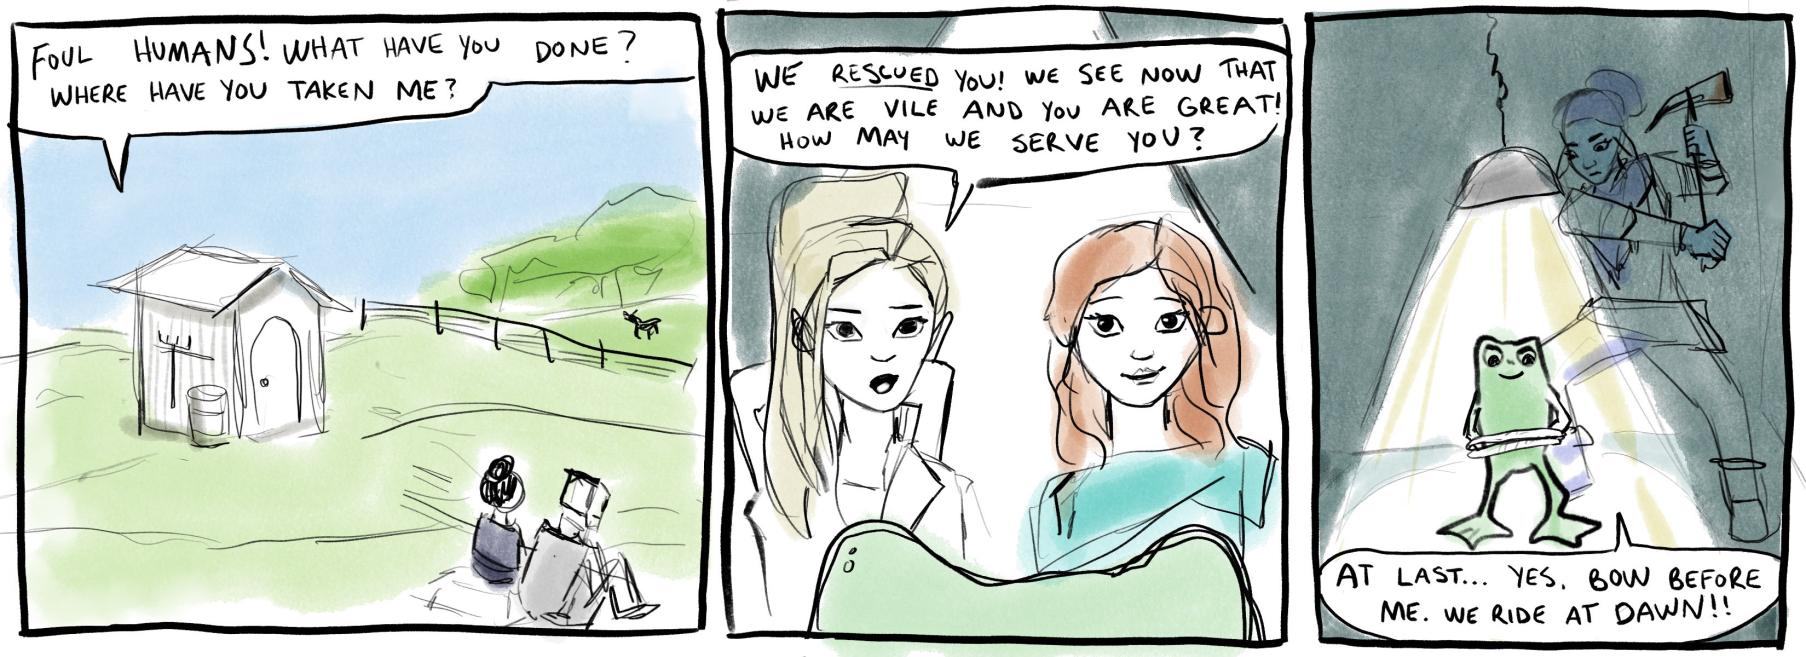 FOUL HUMANS! WHAT HAVE YOU DONE?
WHERE HAVE YOU TAKEN ME?
WE RESCUED YOU! WE SEE NOW THAT
WE ARE VILE AND YOU ARE GREAT!
HOW MAY WE SERVE YOU?
AT LAST... YES. BOW BEFORE
ME. WE RIDE AT DAWN!!